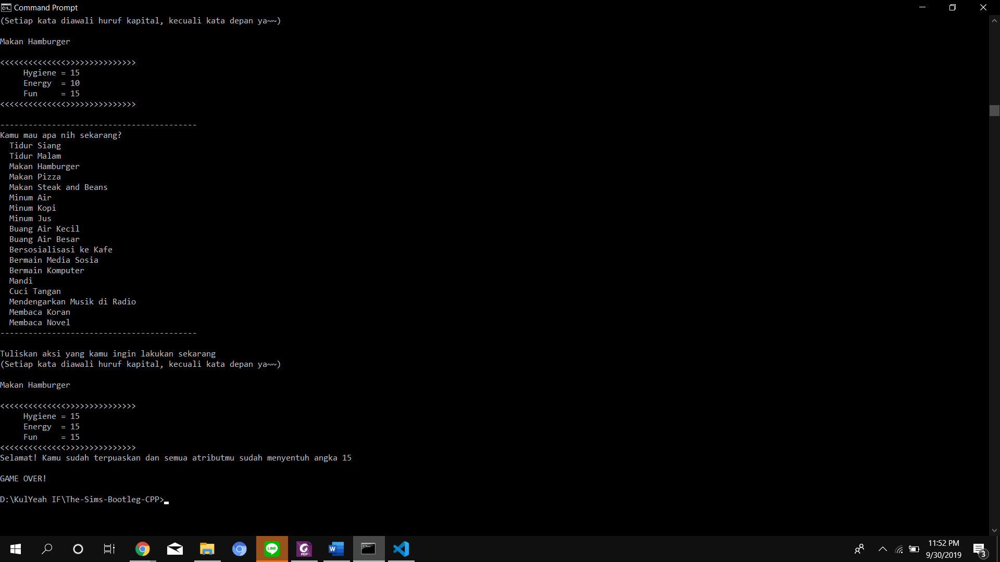 Command Prompt
(Setiap kata diawali huruf kapital, kecuali kata depan ya~~)
Makan Hamburger
<<<<<<<<<<<<<<>>>>>>>>>>>>>>>
Hygiene = 15
Energy = 10
Fun = 15
<<<<<<<<<<<<<<>>>>>>>>>>>>>>>
------------------------------------------
Kamu mau apa nih sekarang?
Tidur Siang
Tidur Malam
Makan Hamburger
Makan Pizza
Makan Steak and Beans
Minum Air
Minum Kopi
Minum Jus
Buang Air Kecil
Buang Air Besar
Bersosialisasi ke Kafe
Bermain Media Sosia
Bermain Komputer
Mandi
Cuci Tangan
Mendengarkan Musik di Radio
Membaca Koran
Membaca Novel
------------------------------------------
Tuliskan aksi yang kamu ingin lakukan sekarang
(Setiap kata diawali huruf kapital, kecuali kata depan ya~~)
Makan Hamburger
<<<<<<<<<<<<<<>>>>>>>>>>>>>>>
Hygiene = 15
Energy = 15
Fun = 15
<<<<<<<<<<<<<<>>>>>>>>>>>>>>>
Selamat! Kamu sudah terpuaskan dan semua atributmu sudah menyentuh angka 15
GAME OVER!
D:\KulYeah IF\The-Sims-Bootleg-CPP>
LINE
PDF
W
11:52 PM
9/30/2019
3